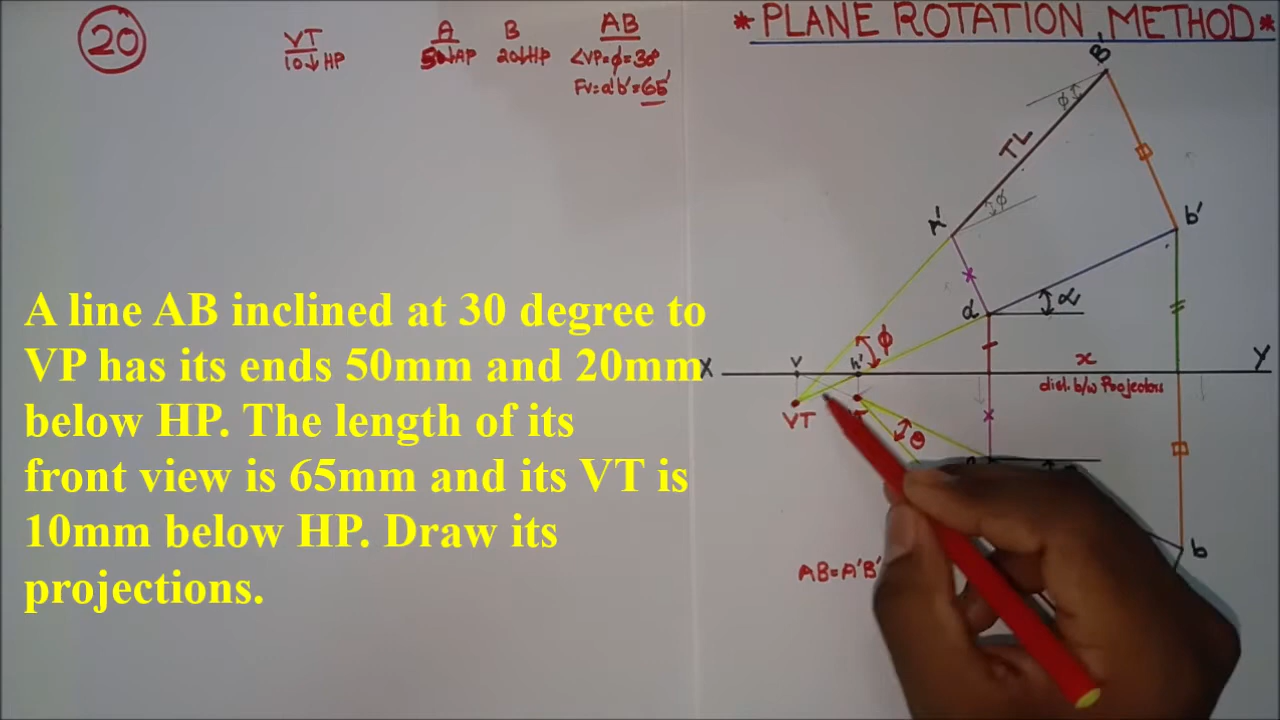 20
VT
10↓HP
A
50↓HP
B
20↓HP
AB
∠VP=ϕ=30°
FV=a'b'=65'
*PLANE ROTATION METHOD*
B'
ϕ
TL
ϕ
A'
b'
a'
α
ϕ
X
v
h'
x
Y
dist. b/w Projectors
VT
θ
b
AB=A'B'
A line AB inclined at 30 degree to
VP has its ends 50mm and 20mm
below HP. The length of its
front view is 65mm and its VT is
10mm below HP. Draw its
projections.